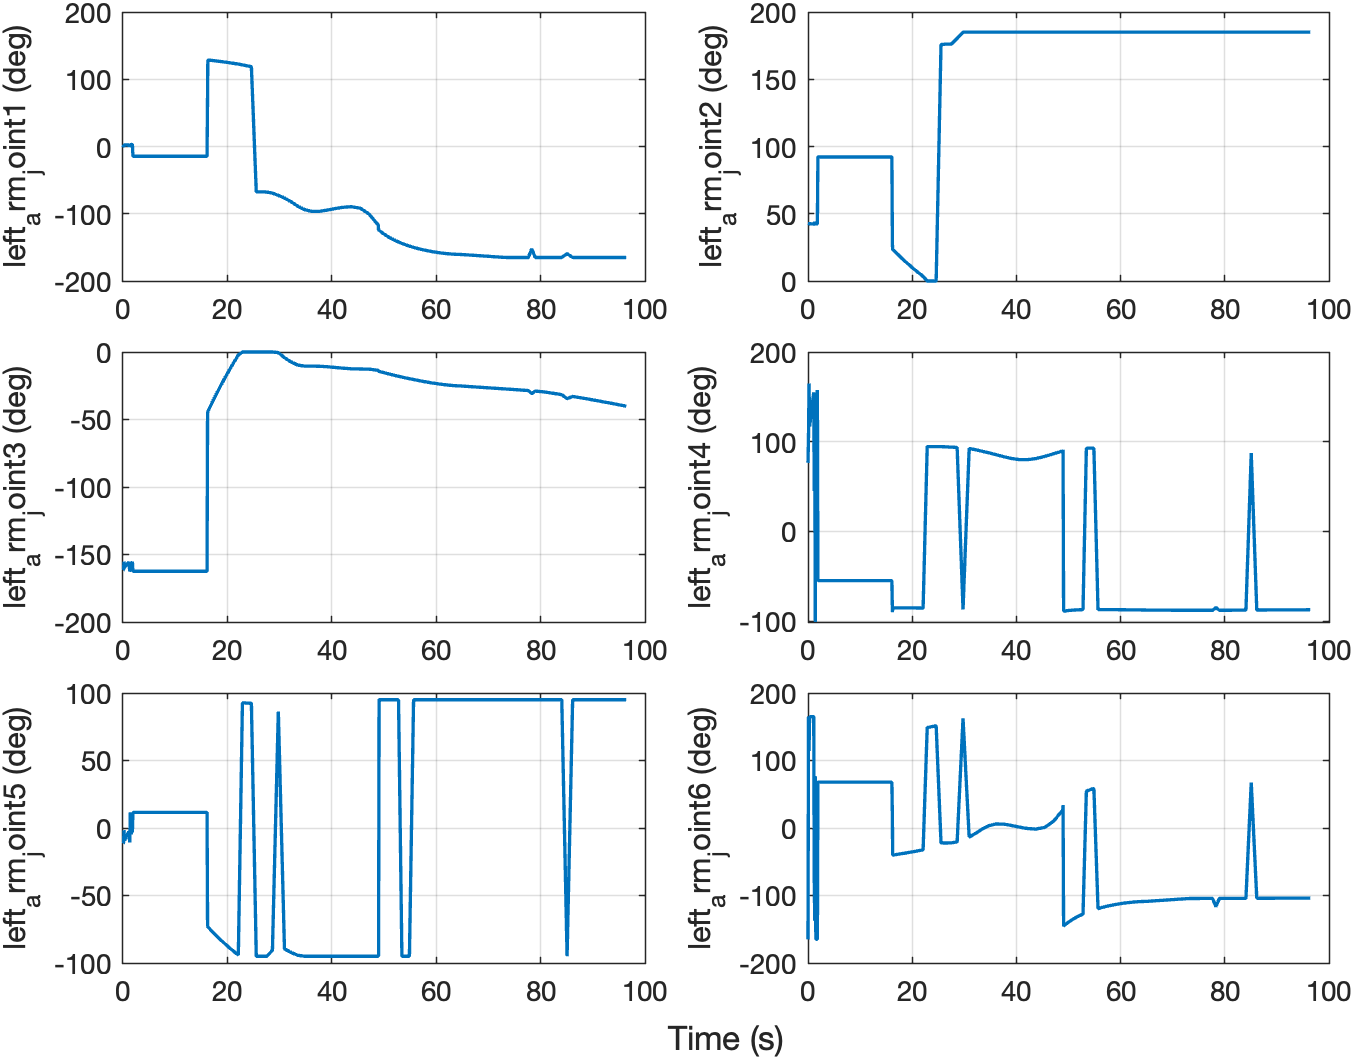 200
100
0
-100
-200
left_arm_joint1 (deg)
0 20 40 60 80 100
200
150
100
50
0
left_arm_joint2 (deg)
0 20 40 60 80 100
0
-50
-100
-150
-200
left_arm_joint3 (deg)
0 20 40 60 80 100
200
100
0
-100
left_arm_joint4 (deg)
0 20 40 60 80 100
100
50
0
-50
-100
left_arm_joint5 (deg)
0 20 40 60 80 100
200
100
0
-100
-200
left_arm_joint6 (deg)
0 20 40 60 80 100
Time (s)